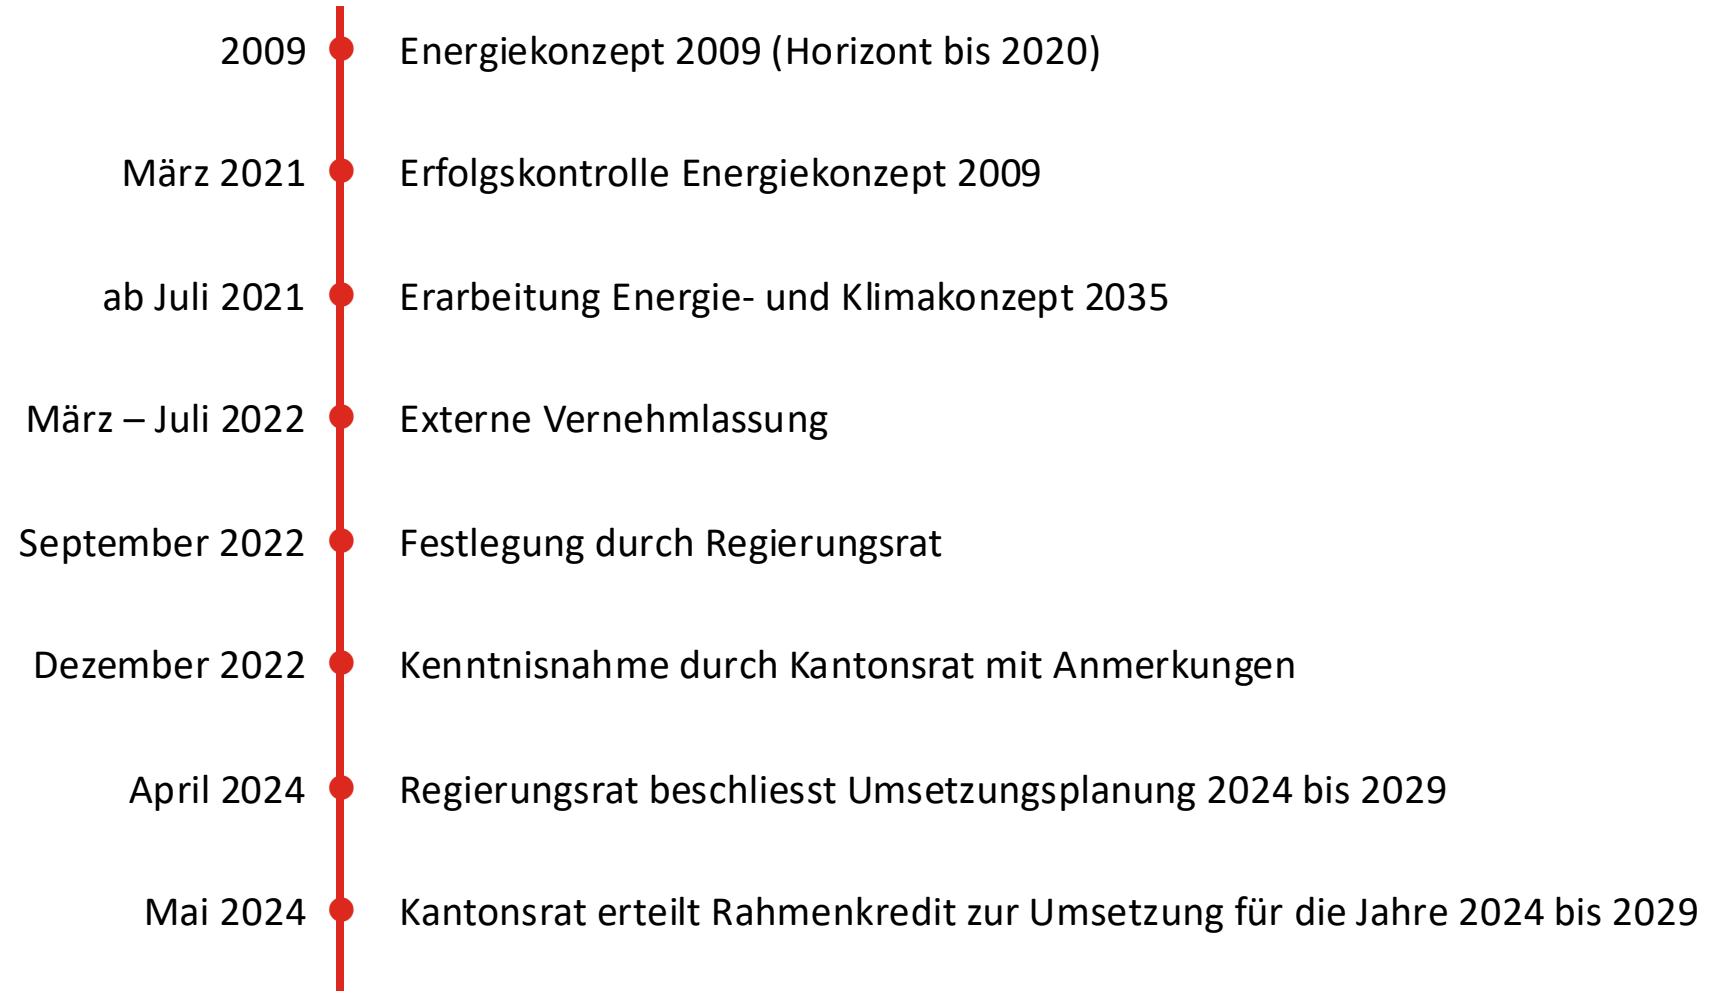 2009 Energiekonzept 2009 (Horizont bis 2020)
März 2021 Erfolgskontrolle Energiekonzept 2009
ab Juli 2021 Erarbeitung Energie- und Klimakonzept 2035
März – Juli 2022 Externe Vernehmlassung
September 2022 Festlegung durch Regierungsrat
Dezember 2022 Kenntnisnahme durch Kantonsrat mit Anmerkungen
April 2024 Regierungsrat beschliesst Umsetzungsplanung 2024 bis 2029
Mai 2024 Kantonsrat erteilt Rahmenkredit zur Umsetzung für die Jahre 2024 bis 2029